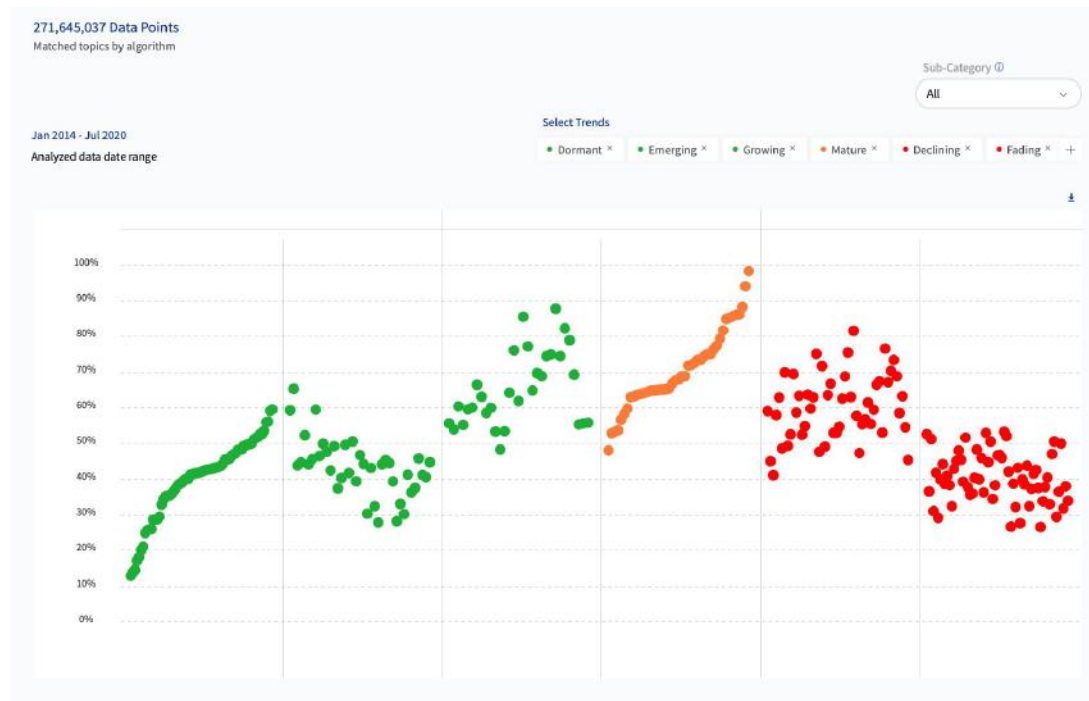 271,645,037 Data Points
Matched topics by algorithm
Sub-Category
All
Select Trends
Jan 2014 - Jul 2020
Analyzed data date range
Dormant ×
Emerging ×
Growing ×
Mature ×
Declining ×
Fading × +
100%
90%
80%
70%
60%
50%
40%
30%
20%
10%
0%